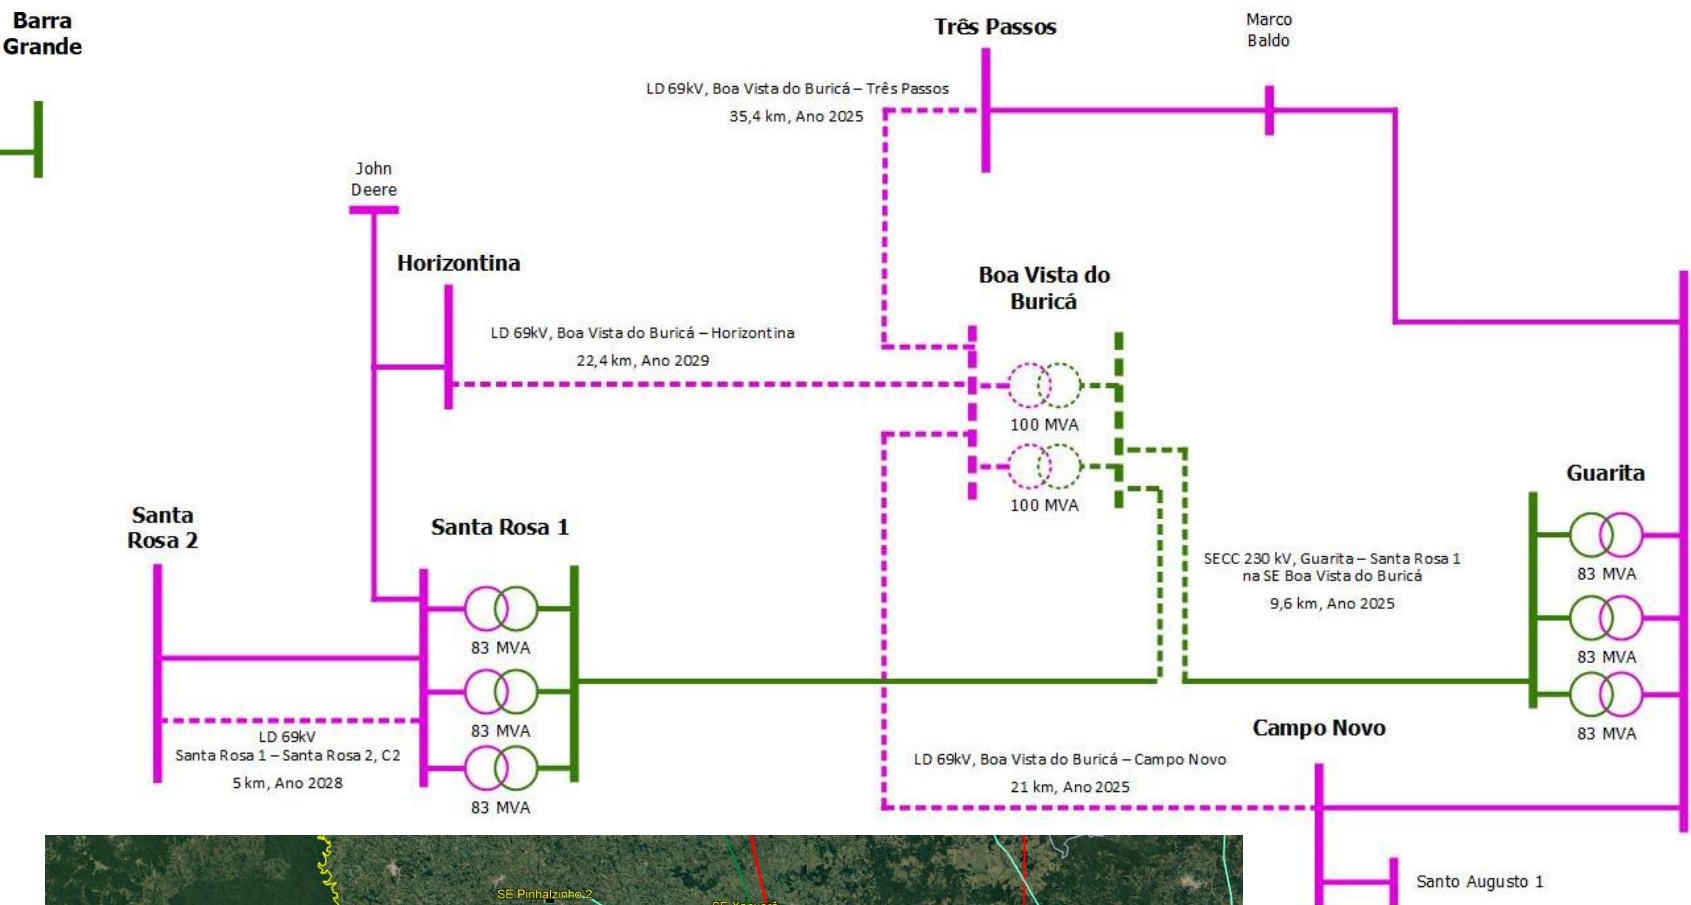 Barra
Grande
Três Passos
Marco
Baldo
LD 69kV, Boa Vista do Buricá – Três Passos
35,4 km, Ano 2025
John
Deere
Horizontina
Boa Vista do
Buricá
LD 69kV, Boa Vista do Buricá – Horizontina
22,4 km, Ano 2029
100 MVA
100 MVA
Guarita
Santa
Rosa 2
Santa Rosa 1
SECC 230 kV, Guarita – Santa Rosa 1
na SE Boa Vista do Buricá
9,6 km, Ano 2025
83 MVA
83 MVA
83 MVA
83 MVA
83 MVA
83 MVA
LD 69kV
Santa Rosa 1 – Santa Rosa 2, C2
5 km, Ano 2028
Campo Novo
LD 69kV, Boa Vista do Buricá – Campo Novo
21 km, Ano 2025
Santo Augusto 1
SE Pinhalzinho 2